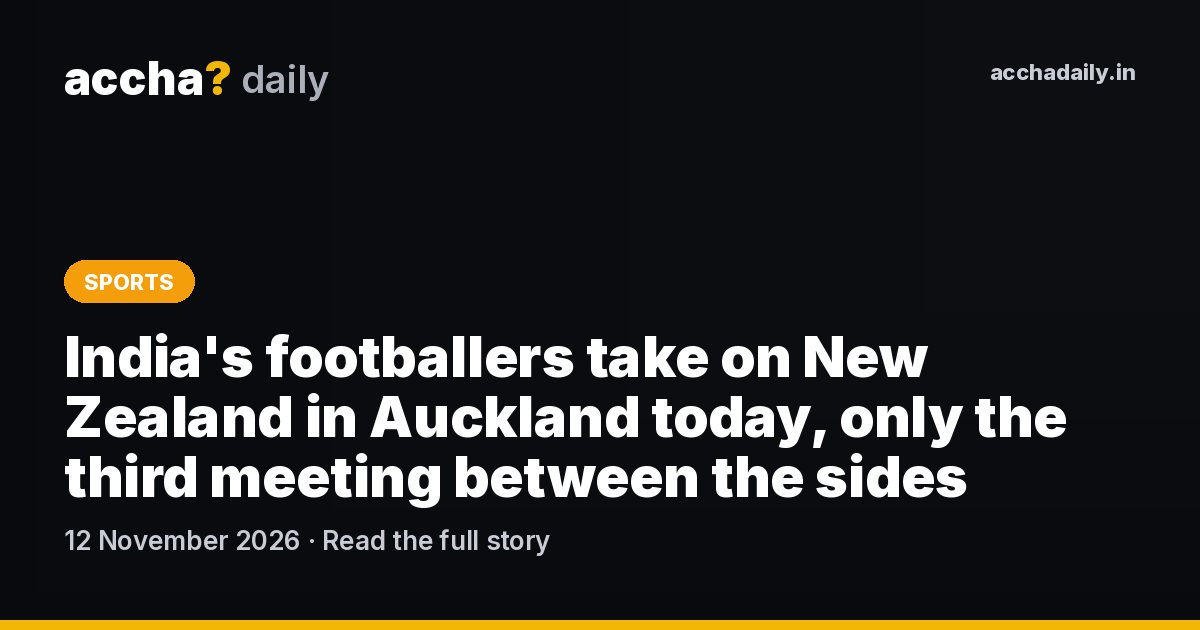 accha? daily
acchadaily.in
SPORTS
India's footballers take on New
Zealand in Auckland today, only the
third meeting between the sides
12 November 2026 · Read the full story